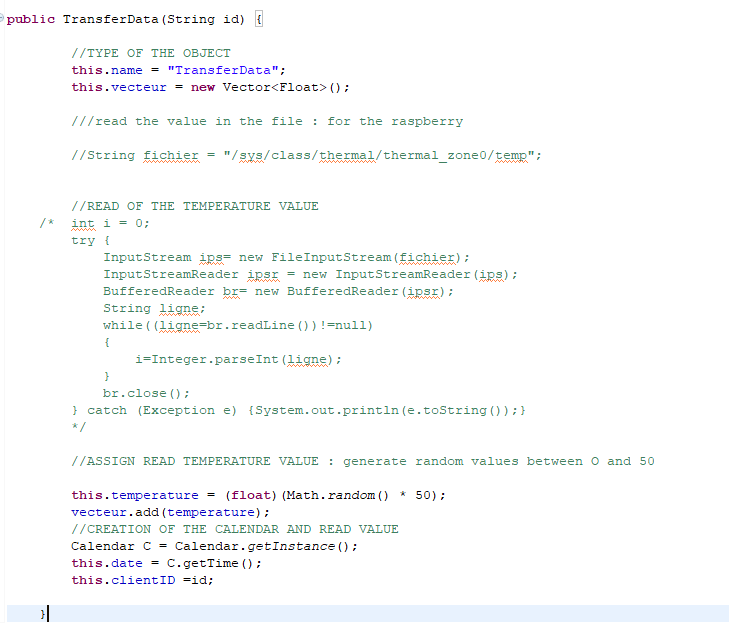 public TransferData(String id) {
//TYPE OF THE OBJECT
this.name = "TransferData";
this.vecteur = new Vector<Float>();
///read the value in the file : for the raspberry
//String fichier = "/sys/class/thermal/thermal_zone0/temp";
//READ OF THE TEMPERATURE VALUE
/*  int i = 0;
try {
InputStream ips= new FileInputStream(fichier);
InputStreamReader ipsr = new InputStreamReader(ips);
BufferedReader br= new BufferedReader(ipsr);
String ligne;
while((ligne=br.readLine())!=null)
{
i=Integer.parseInt(ligne);
}
br.close();
} catch (Exception e) {System.out.println(e.toString());}
*/
//ASSIGN READ TEMPERATURE VALUE : generate random values between O and 50
this.temperature = (float)(Math.random() * 50);
vecteur.add(temperature);
//CREATION OF THE CALENDAR AND READ VALUE
Calendar C = Calendar.getInstance();
this.date = C.getTime();
this.clientID =id;
}